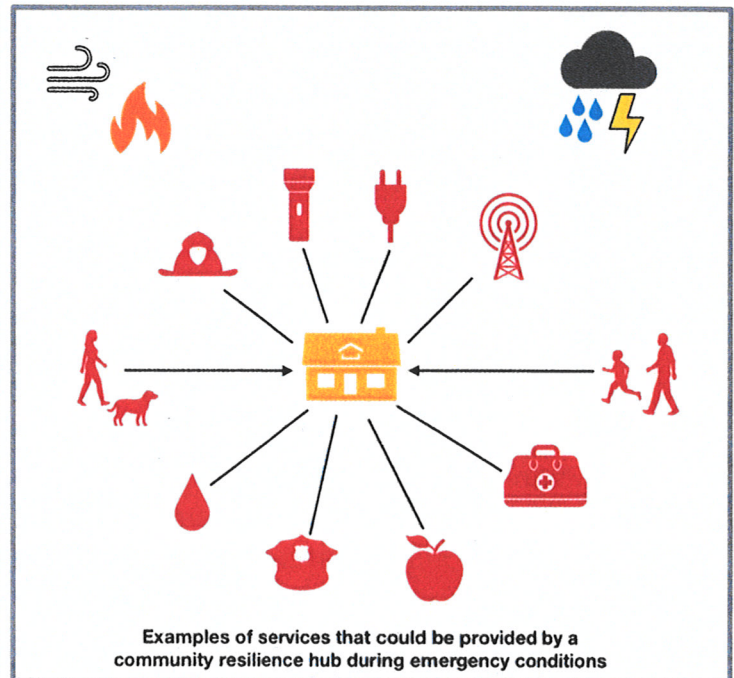 Examples of services that could be provided by a
community resilience hub during emergency conditions